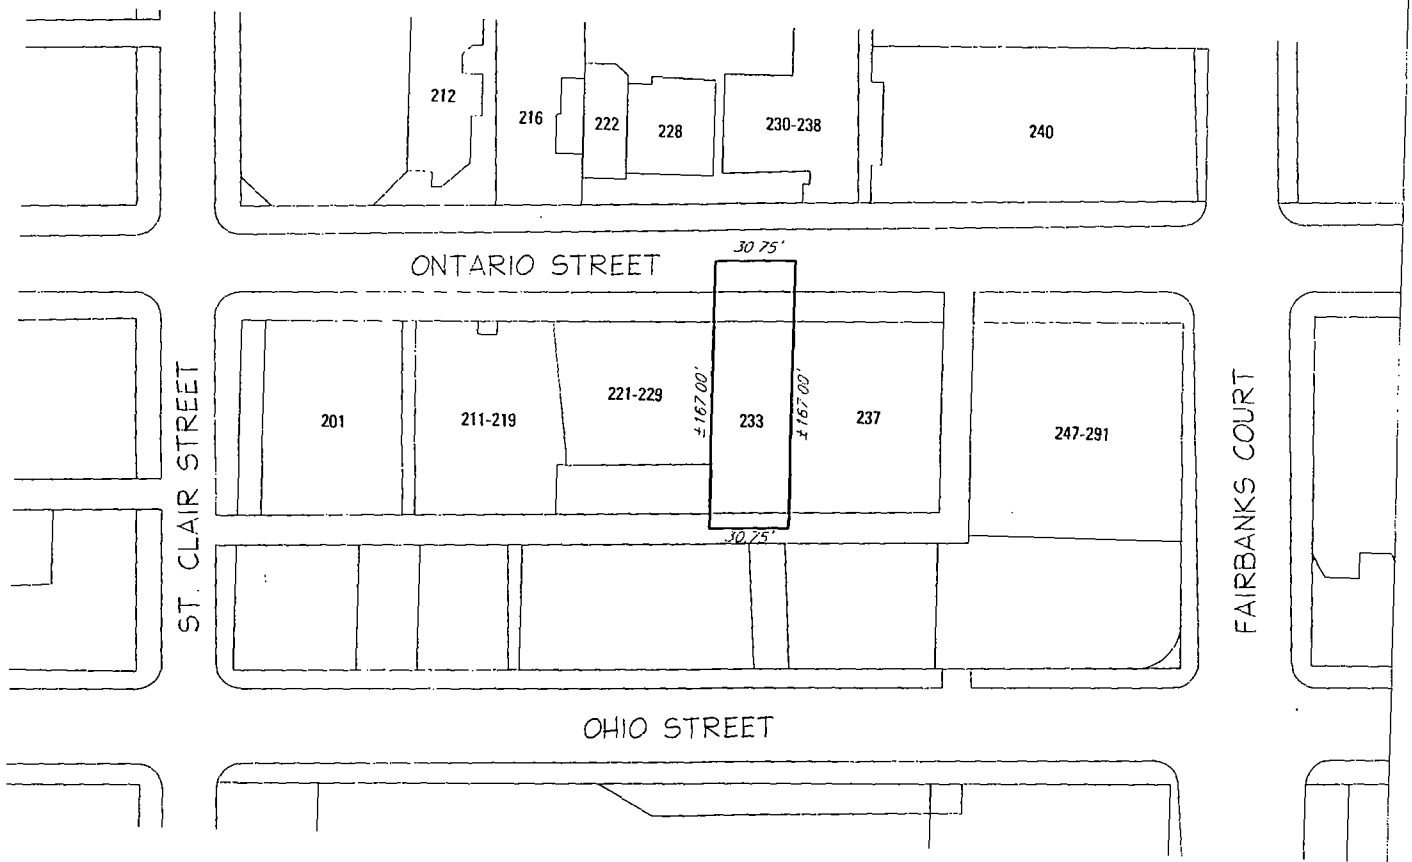 212
216
222
228
230-238
240
ONTARIO STREET
30 75'
201
211-219
221-229
± 167 00'
233
± 167 00'
237
247-291
ST. CLAIR STREET
FAIRBANKS COURT
30.75'
OHIO STREET